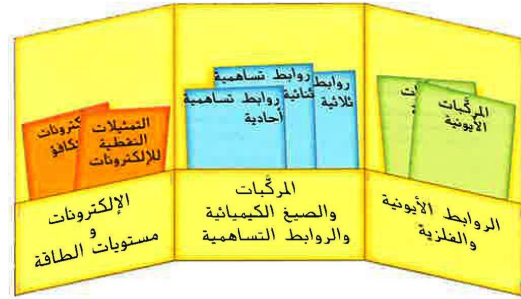 روابط تساهمية
أحادية
روابط تساهمية
ثنائية
روابط
ثلاثية
المركَّبات
الأيونية
التمثيلات
النقطية
للإلكترونات
الروابط الأيونية
والفلزية
المركَّبات
والصيغ الكيميائية
والروابط التساهمية
الإلكترونات
و
مستويات الطاقة